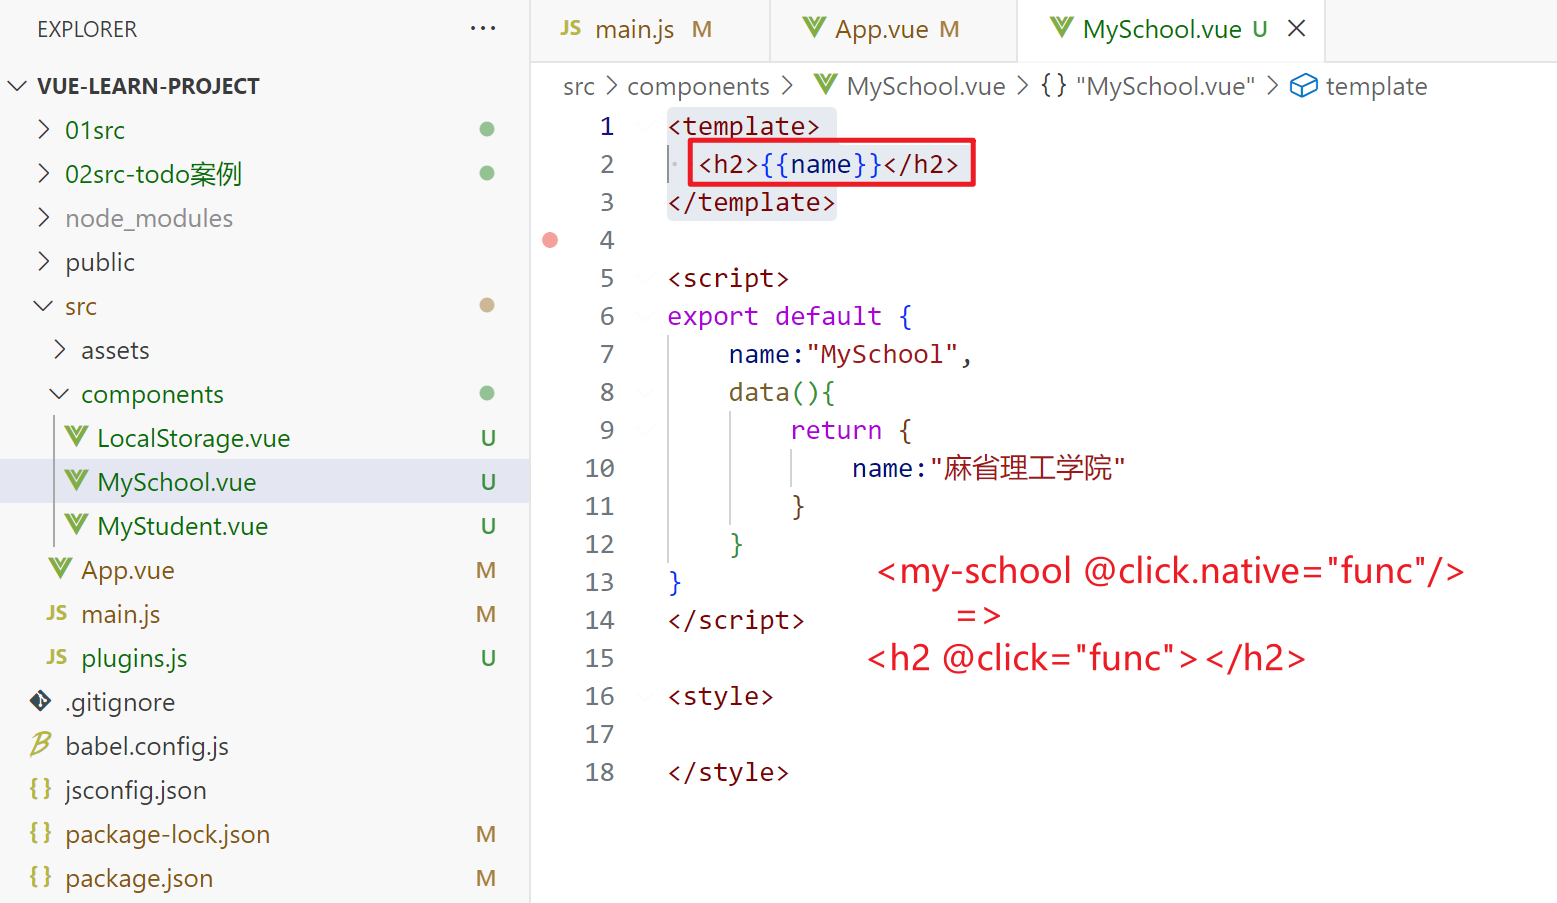 EXPLORER ···
VUE-LEARN-PROJECT
01src
02src-todo案例
node_modules
public
src
assets
components
LocalStorage.vue U
MySchool.vue U
MyStudent.vue U
App.vue M
JS main.js M
JS plugins.js U
.gitignore
babel.config.js
{} jsconfig.json
{} package-lock.json M
{} package.json M
JS main.js M
App.vue M
MySchool.vue U
src > components > MySchool.vue > {} "MySchool.vue" > template
1 <template>
2 <h2>{{name}}</h2>
3 </template>
4
5 <script>
6 export default {
7 name:"MySchool",
8 data(){
9 return {
10 name:"麻省理工学院"
11 }
12 }
13 }
14 </script>
15
16 <style>
17
18 </style>
<my-school @click.native="func"/>
=>
<h2 @click="func"></h2>